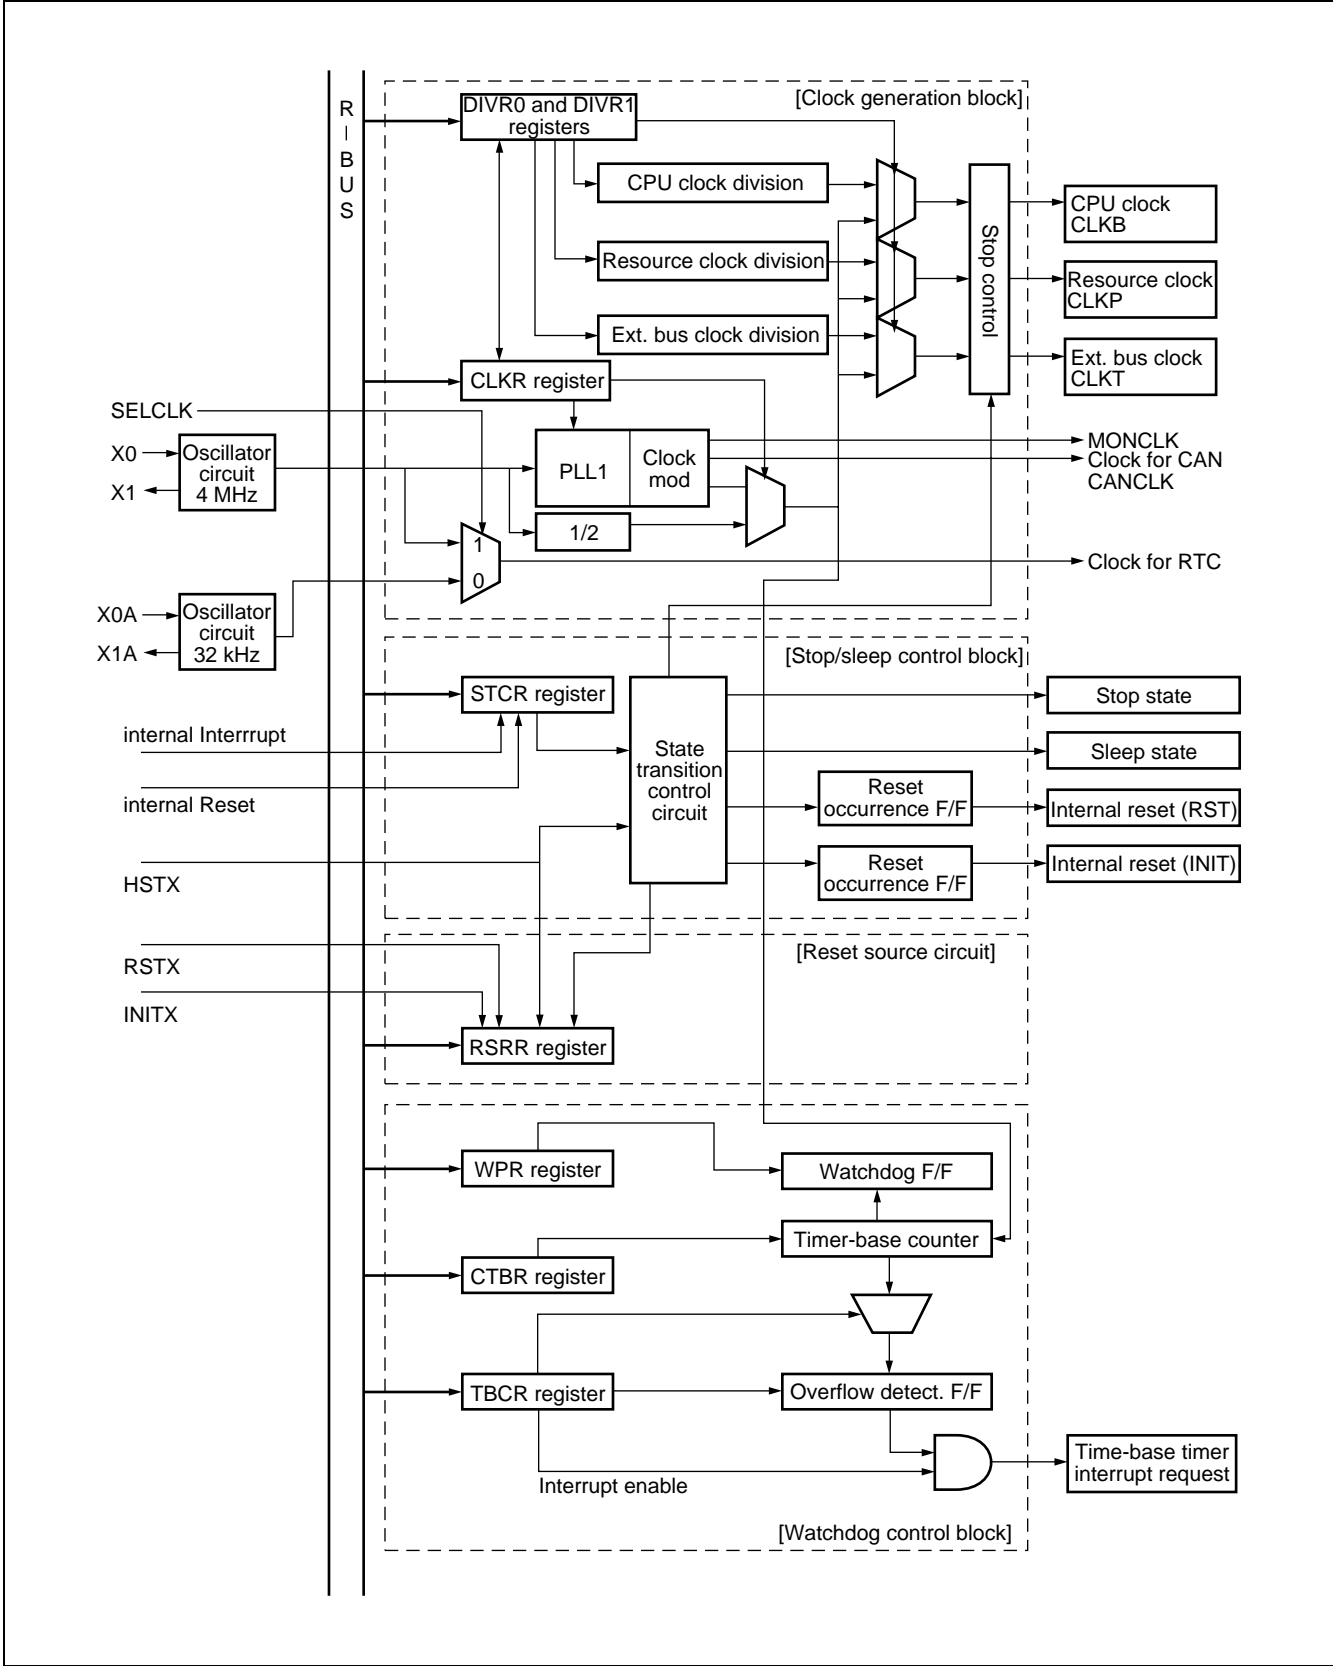 R
–
B
U
S
[Clock generation block]
DIVR0 and DIVR1
registers
CPU clock division
Resource clock division
Ext. bus clock division
Stop control
CPU clock
CLKB
Resource clock
CLKP
Ext. bus clock
CLKT
CLKR register
SELCLK
X0
X1
Oscillator
circuit
4 MHz
PLL1
Clock
mod
1/2
1
0
MONCLK
Clock for CAN
CANCLK
Clock for RTC
X0A
X1A
Oscillator
circuit
32 kHz
[Stop/sleep control block]
STCR register
State
transition
control
circuit
Stop state
Sleep state
Reset
occurrence F/F
Internal reset (RST)
Reset
occurrence F/F
Internal reset (INIT)
internal Interrrupt
internal Reset
HSTX
RSTX
INITX
[Reset source circuit]
RSRR register
WPR register
Watchdog F/F
Timer-base counter
CTBR register
TBCR register
Overflow detect. F/F
Interrupt enable
Time-base timer
interrupt request
[Watchdog control block]